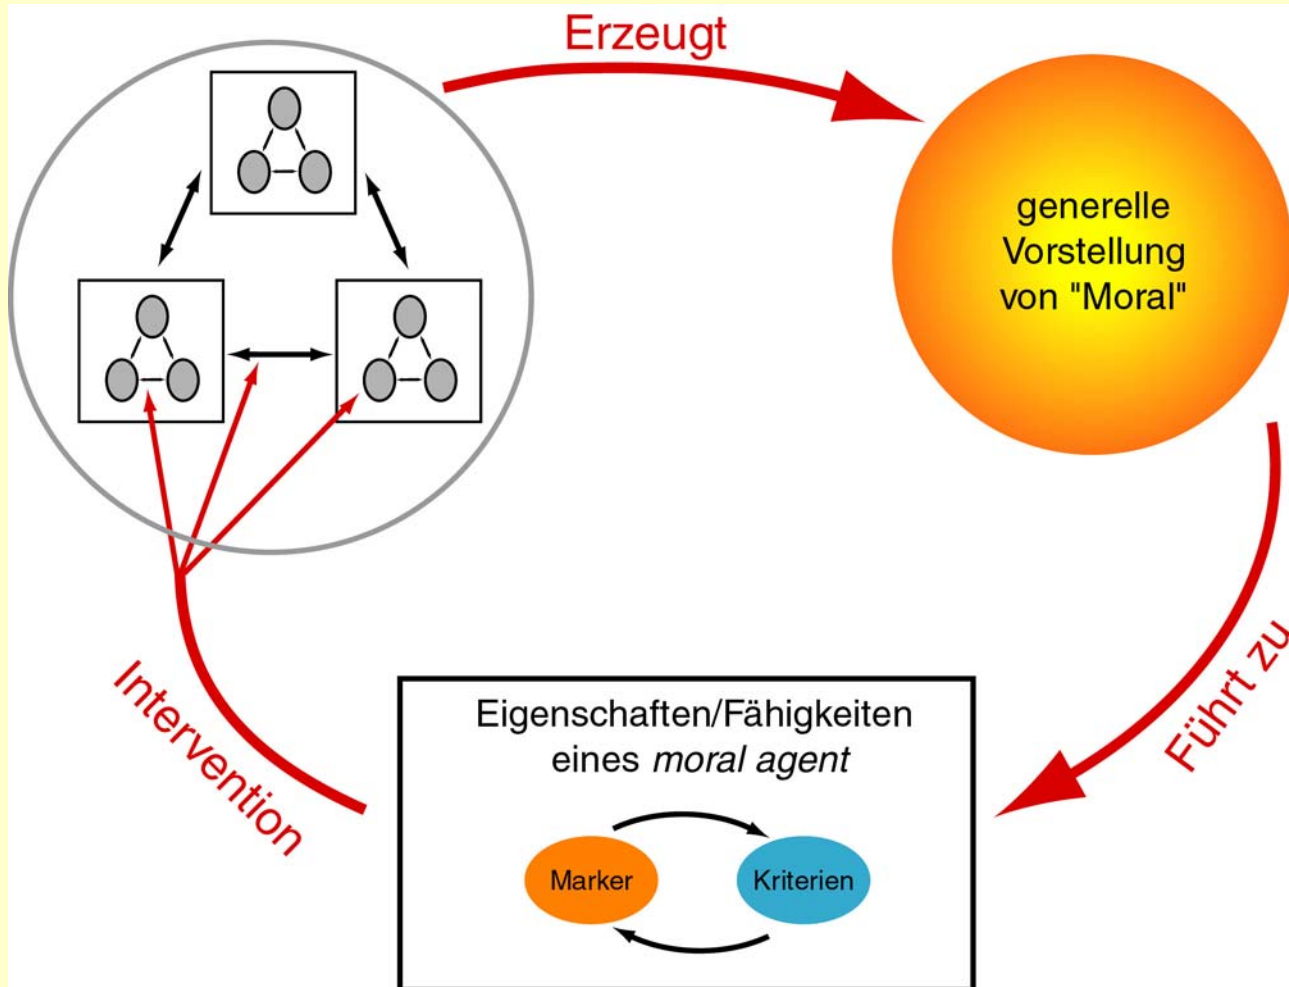 Erzeugt
generelle
Vorstellung
von "Moral"
Führt zu
Eigenschaften/Fähigkeiten
eines moral agent
Marker
Kriterien
Intervention